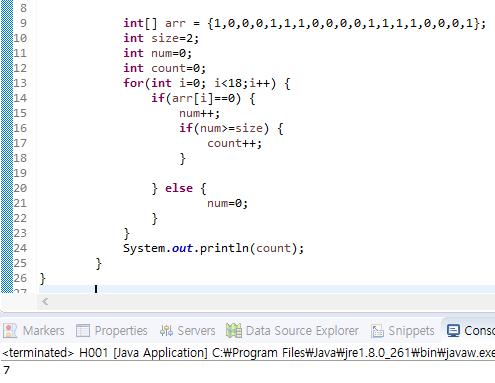 8
9 int[] arr = {1,0,0,0,1,1,1,0,0,0,0,1,1,1,1,0,0,0,1};
10 int size=2;
11 int num=0;
12 int count=0;
13 for(int i=0; i<18;i++) {
14 if(arr[i]==0) {
15 num++;
16 if(num>=size) {
17 count++;
18 }
19
20 } else {
21 num=0;
22 }
23 }
24 System.out.println(count);
25 }
26 }
27
Markers Properties Servers Data Source Explorer Snippets Conso
<terminated> H001 [Java Application] C:₩Program Files₩Java₩jre1.8.0_261₩bin₩javaw.exe
7